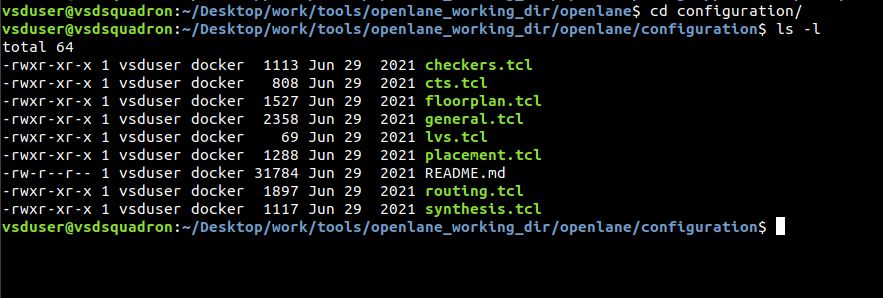 vsduser@vsdsquadron:~/Desktop/work/tools/openlane_working_dir/openlane$ cd configuration/
vsduser@vsdsquadron:~/Desktop/work/tools/openlane_working_dir/openlane/configuration$ ls -l
total 64
-rwxr-xr-x 1 vsduser docker  1113 Jun 29  2021 checkers.tcl
-rwxr-xr-x 1 vsduser docker   808 Jun 29  2021 cts.tcl
-rwxr-xr-x 1 vsduser docker  1527 Jun 29  2021 floorplan.tcl
-rwxr-xr-x 1 vsduser docker  2358 Jun 29  2021 general.tcl
-rwxr-xr-x 1 vsduser docker    69 Jun 29  2021 lvs.tcl
-rwxr-xr-x 1 vsduser docker  1288 Jun 29  2021 placement.tcl
-rw-r--r-- 1 vsduser docker 31784 Jun 29  2021 README.md
-rwxr-xr-x 1 vsduser docker  1897 Jun 29  2021 routing.tcl
-rwxr-xr-x 1 vsduser docker  1117 Jun 29  2021 synthesis.tcl
vsduser@vsdsquadron:~/Desktop/work/tools/openlane_working_dir/openlane/configuration$